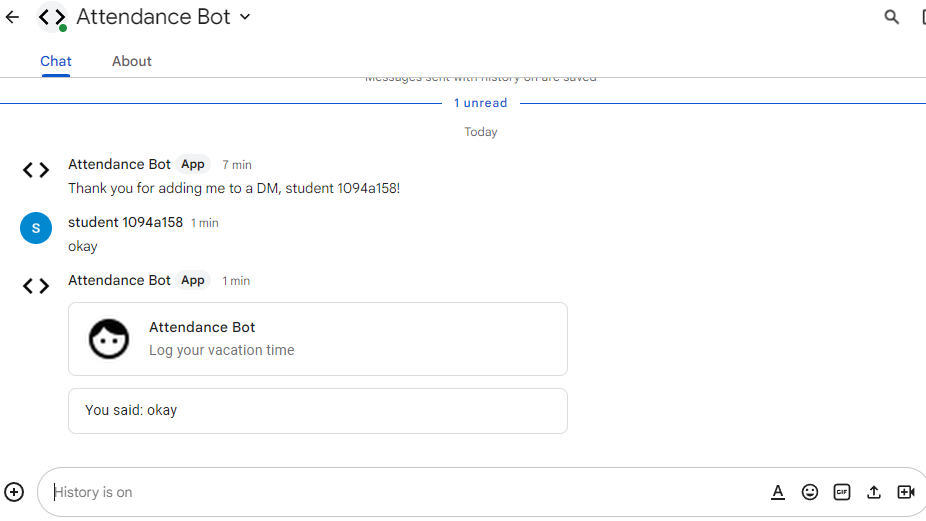 Attendance Bot
Chat About
Messages sent with history on are saved
1 unread
Today
Attendance Bot App 7 min
Thank you for adding me to a DM, student 1094a158!
S
student 1094a158 1 min
okay
Attendance Bot App 1 min
Attendance Bot
Log your vacation time
You said: okay
History is on
A GIF